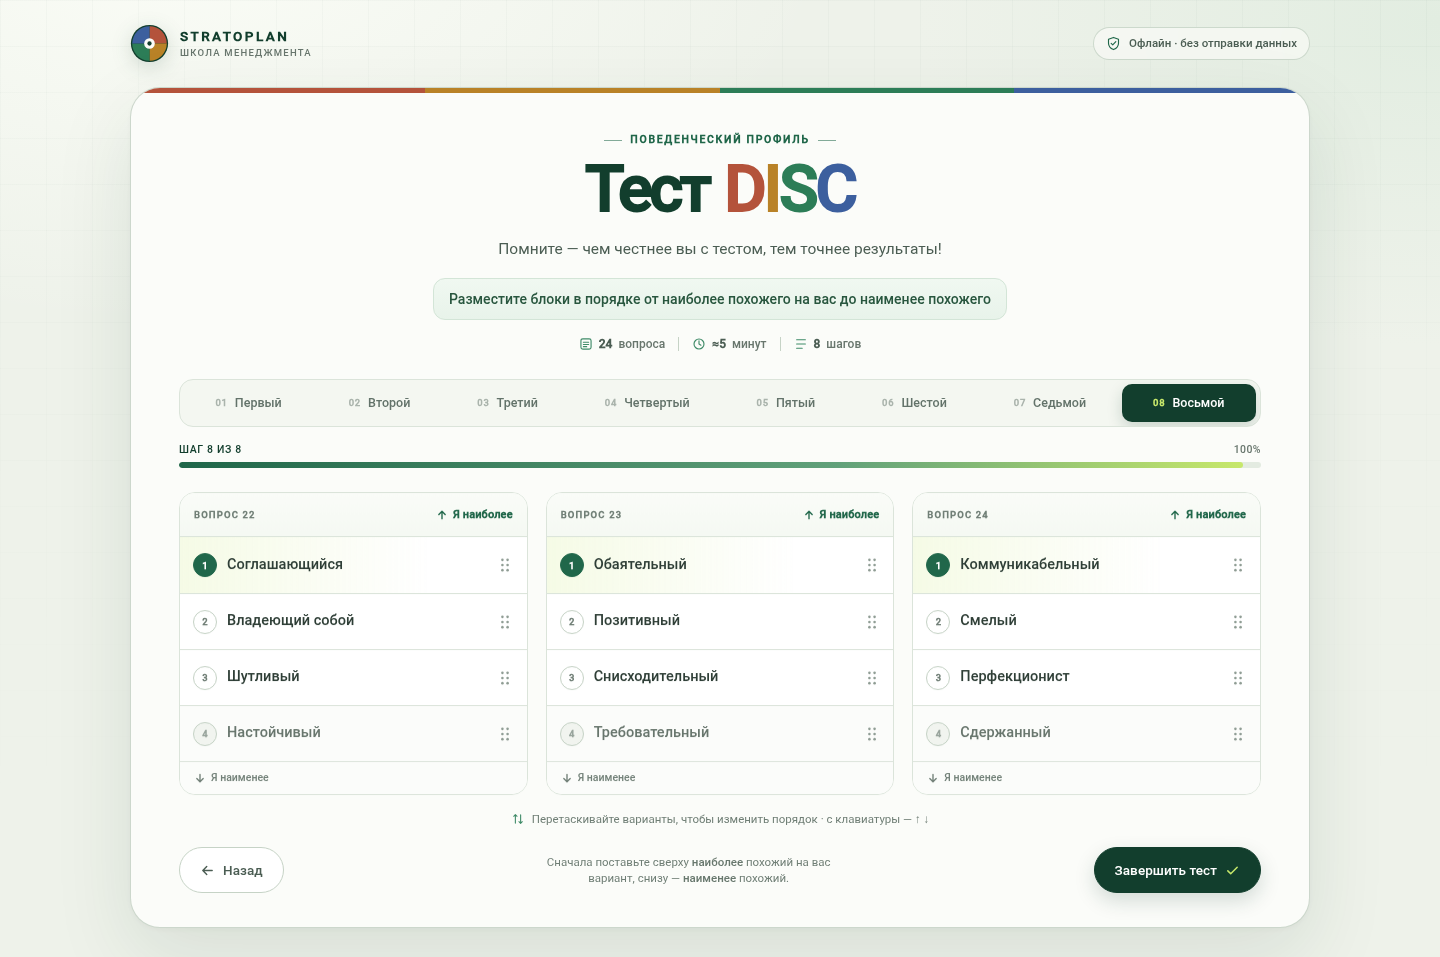 STRATOPLAN
ШКОЛА МЕНЕДЖМЕНТА
Офлайн · без отправки данных
ПОВЕДЕНЧЕСКИЙ ПРОФИЛЬ
Тест DISC
Помните — чем честнее вы с тестом, тем точнее результаты!
Разместите блоки в порядке от наиболее похожего на вас до наименее похожего
24 вопроса
≈5 минут
8 шагов
01 Первый
02 Второй
03 Третий
04 Четвертый
05 Пятый
06 Шестой
07 Седьмой
08 Восьмой
ШАГ 8 ИЗ 8
100%
ВОПРОС 22
↑ Я наиболее
1 Соглашающийся
2 Владеющий собой
3 Шутливый
4 Настойчивый
↓ Я наименее
ВОПРОС 23
↑ Я наиболее
1 Обаятельный
2 Позитивный
3 Снисходительный
4 Требовательный
↓ Я наименее
ВОПРОС 24
↑ Я наиболее
1 Коммуникабельный
2 Смелый
3 Перфекционист
4 Сдержанный
↓ Я наименее
Перетаскивайте варианты, чтобы изменить порядок · с клавиатуры — ↑ ↓
← Назад
Сначала поставьте сверху наиболее похожий на вас
вариант, снизу — наименее похожий.
Завершить тест ✓